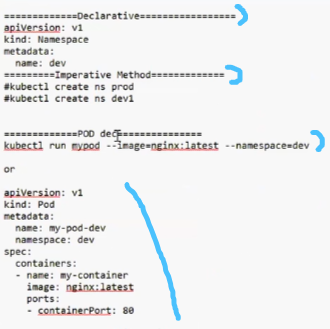 ============Declarative================
apiVersion: v1
kind: Namespace
metadata:
  name: dev
=========Imperative Method============
#kubectl create ns prod
#kubectl create ns dev1
============POD dec==============
kubectl run mypod --image=nginx:latest --namespace=dev
or
apiVersion: v1
kind: Pod
metadata:
  name: my-pod-dev
  namespace: dev
spec:
  containers:
  - name: my-container
    image: nginx:latest
    ports:
    - containerPort: 80